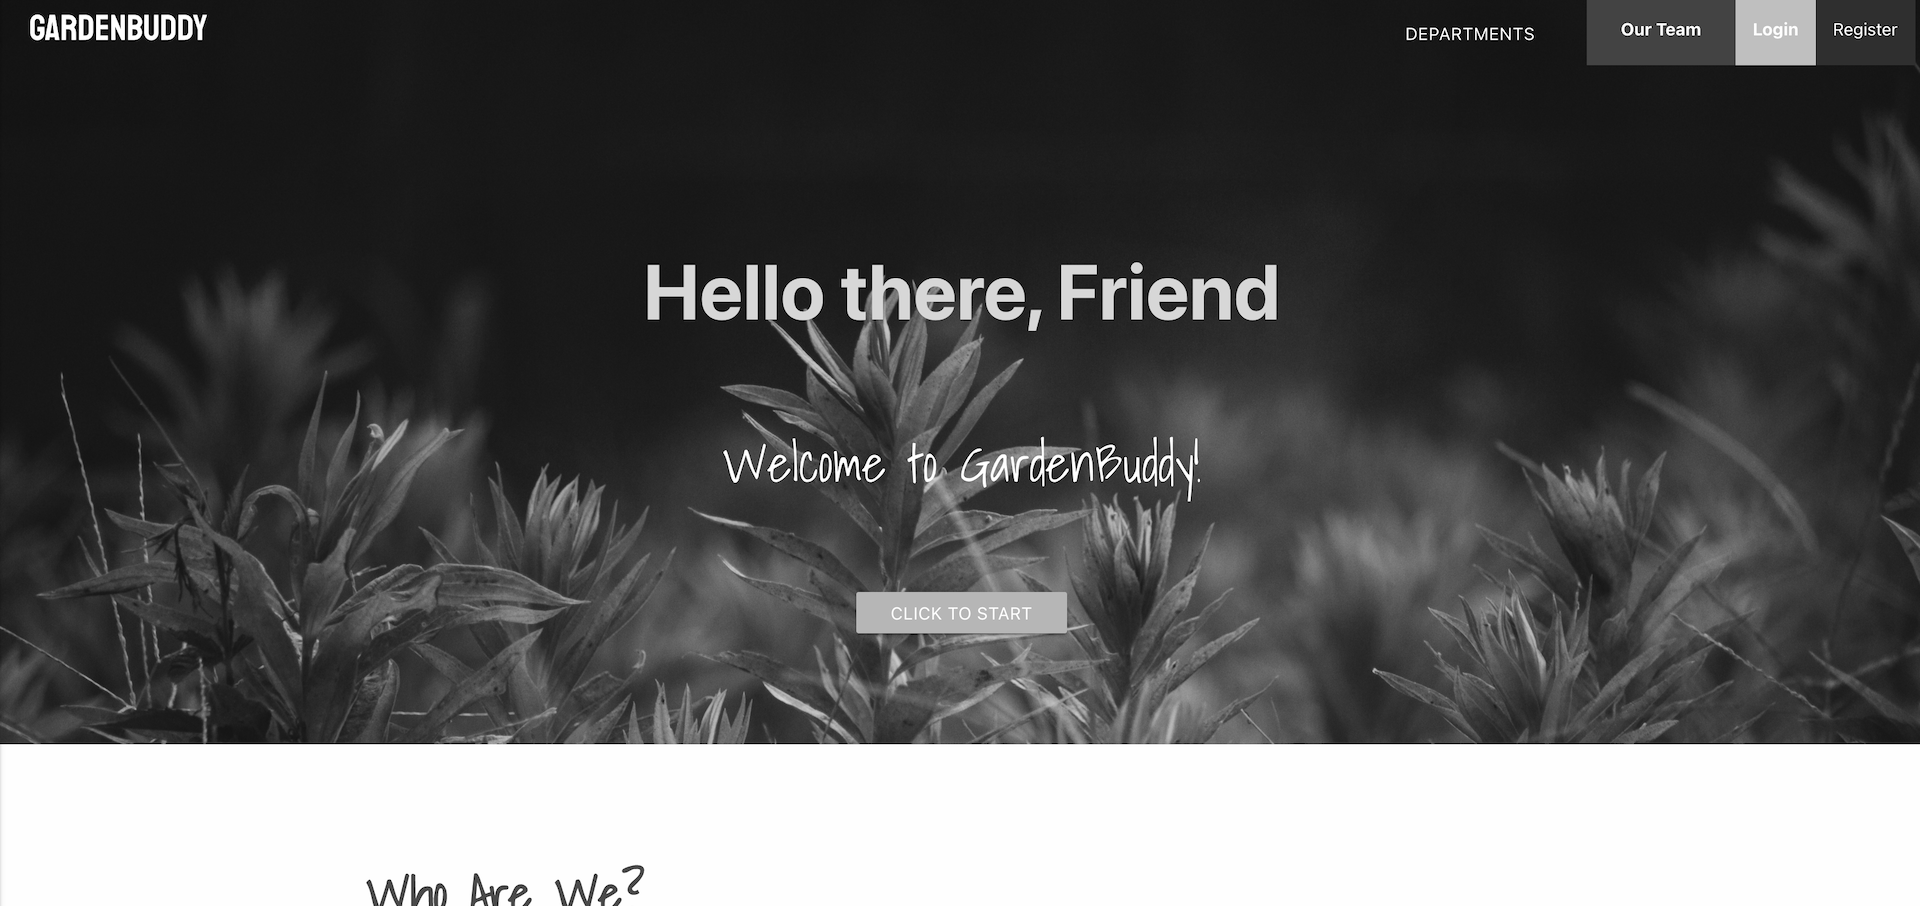 GARDENBUDDY
DEPARTMENTS
Our Team
Login
Register
Hello there, Friend
Welcome to GardenBuddy!
CLICK TO START
Who Are We?